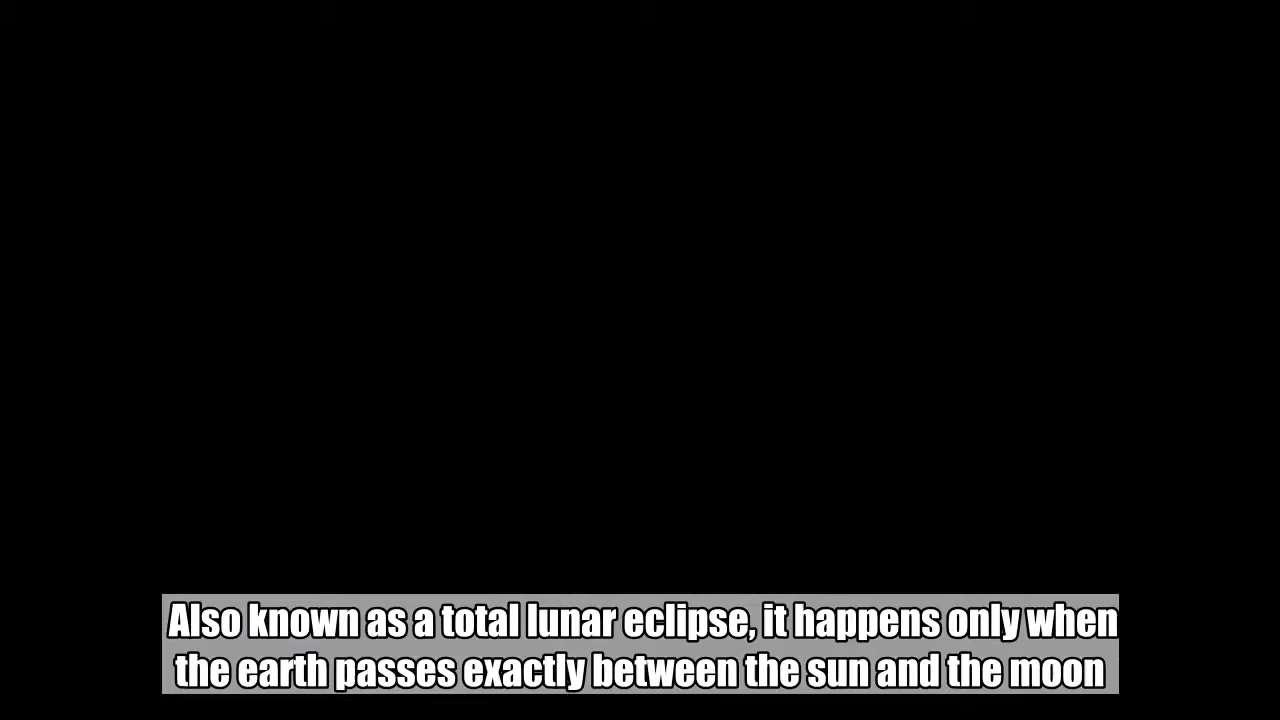 Also known as a total lunar eclipse, it happens only when
the earth passes exactly between the sun and the moon